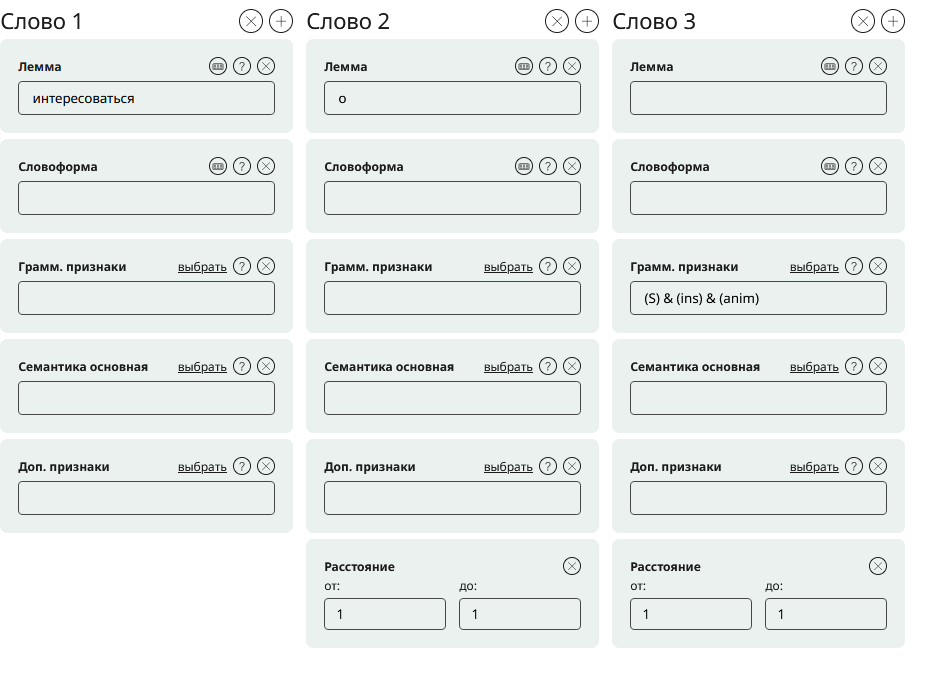 Слово 1
Лемма
интересоваться
Словоформа
Грамм. признаки выбрать ?
Семантика основная выбрать ?
Доп. признаки выбрать ?
Слово 2
Лемма
о
Словоформа
Грамм. признаки выбрать ?
Семантика основная выбрать ?
Доп. признаки выбрать ?
Расстояние
от: до:
1 1
Слово 3
Лемма
Словоформа
Грамм. признаки выбрать ?
(S) & (ins) & (anim)
Семантика основная выбрать ?
Доп. признаки выбрать ?
Расстояние
от: до:
1 1